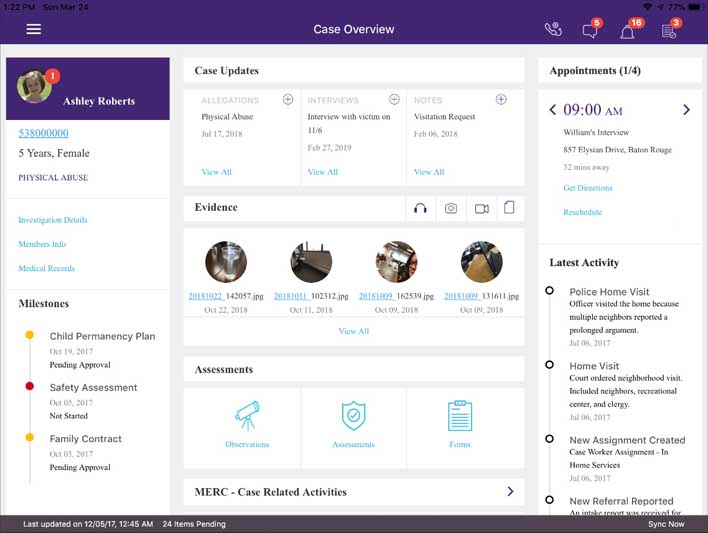 1:22 PM Sun Mar 24
77%
Case Overview
5
16
3
1
Ashley Roberts
538000000
5 Years, Female
PHYSICAL ABUSE
Investigation Details
Members Info
Medical Records
Milestones
Child Permanency Plan
Oct 19, 2017
Pending Approval
Safety Assessment
Oct 05, 2017
Not Started
Family Contract
Oct 03, 2017
Pending Approval
Case Updates
ALLEGATIONS
Physical Abuse
Jul 17, 2018
View All
INTERVIEWS
Interview with victim on
11/6
Feb 27, 2019
View All
NOTES
Visitation Request
Feb 06, 2018
View All
Evidence
20181022_142057.jpg
Oct 22, 2018
20181011_102312.jpg
Oct 11, 2018
20181009_162539.jpg
Oct 09, 2018
20181009_131611.jpg
Oct 09, 2018
View All
Assessments
Observations
Assessments
Forms
MERC - Case Related Activities
Appointments (1/4)
09:00 AM
William's Interview
857 Elysian Drive, Baton Rouge
32 mins away
Get Directions
Reschedule
Latest Activity
Police Home Visit
Officer visited the home because
multiple neighbors reported a
prolonged argument.
Jul 06, 2017
Home Visit
Court ordered neighborhood visit.
Included neighbors, recreational
center, and clergy.
Jul 06, 2017
New Assignment Created
Case Worker Assignment - In
Home Services
Jul 06, 2017
New Referral Reported
An intake report was received for
Last updated on 12/05/17, 12:45 AM
24 Items Pending
Sync Now